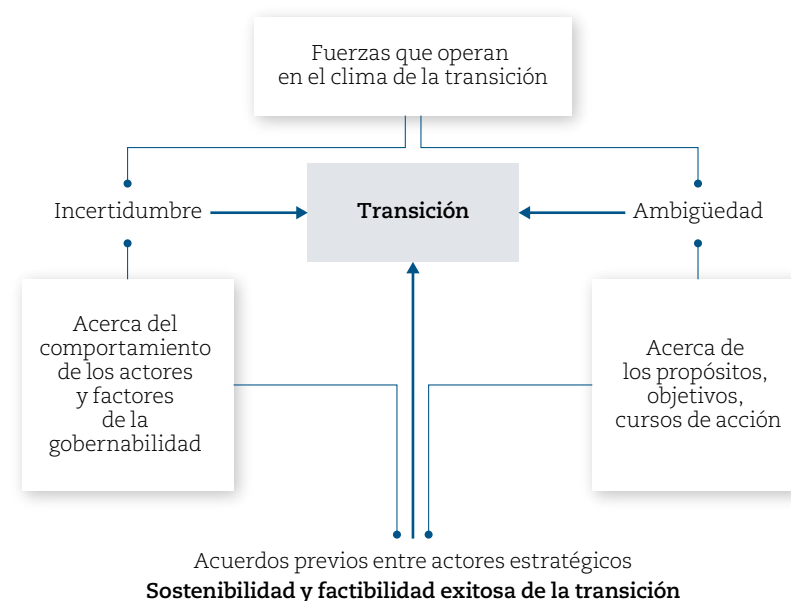 Fuerzas que operan
en el clima de la transición
Incertidumbre
Transición
Ambigüedad
Acerca del
comportamiento
de los actores
y factores
de la
gobernabilidad
Acerca de
los propósitos,
objetivos,
cursos de acción
Acuerdos previos entre actores estratégicos
Sostenibilidad y factibilidad exitosa de la transición